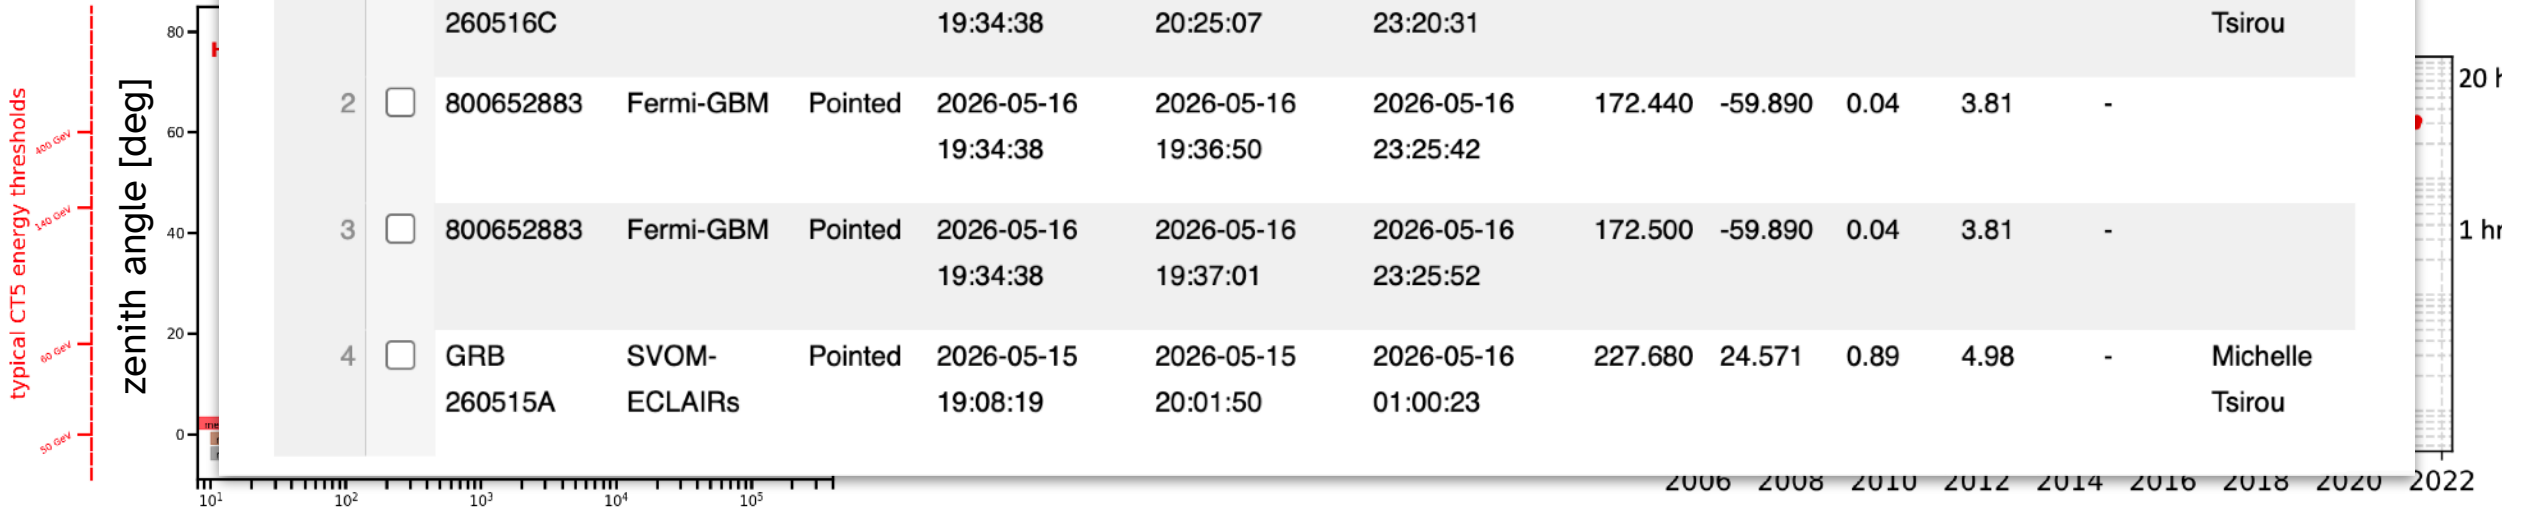 260516C 19:34:38 20:25:07 23:20:31 Tsirou
2 800652883 Fermi-GBM Pointed 2026-05-16 2026-05-16 2026-05-16 172.440 -59.890 0.04 3.81 -
19:34:38 19:36:50 23:25:42
3 800652883 Fermi-GBM Pointed 2026-05-16 2026-05-16 2026-05-16 172.500 -59.890 0.04 3.81 -
19:34:38 19:37:01 23:25:52
4 GRB SVOM- Pointed 2026-05-15 2026-05-15 2026-05-16 227.680 24.571 0.89 4.98 - Michelle
260515A ECLAIRs 19:08:19 20:01:50 01:00:23 Tsirou
typical CT5 energy thresholds
400 GeV
140 GeV
60 GeV
50 GeV
zenith angle [deg]
80
60
40
20
0
10¹ 10² 10³ 10⁴ 10⁵
20 h
1 hr
2006 2008 2010 2012 2014 2016 2018 2020 2022